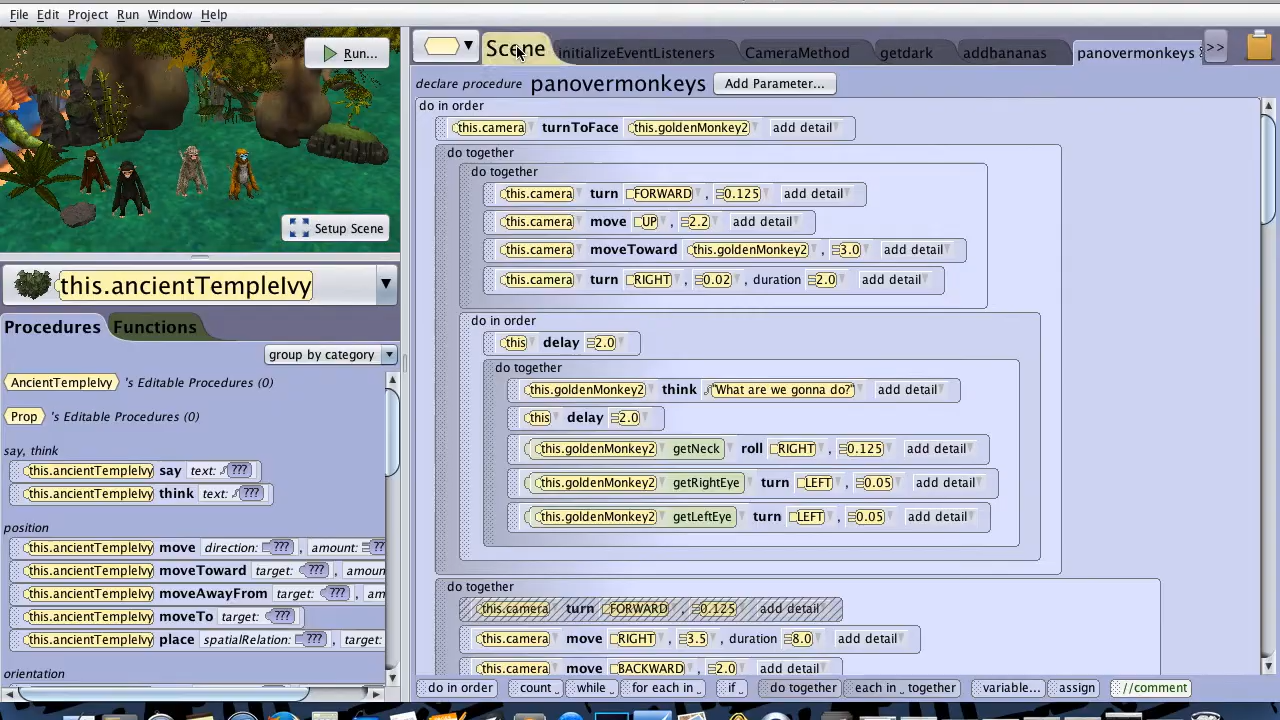 File Edit Project Run Window Help
Run...
Setup Scene
this.ancientTempleIvy
Procedures Functions
group by category
AncientTempleIvy 's Editable Procedures (0)
Prop 's Editable Procedures (0)
say, think
this.ancientTempleIvy say text: ???
this.ancientTempleIvy think text: ???
position
this.ancientTempleIvy move direction: ??? , amount: ??
this.ancientTempleIvy moveToward target: ??? , amoun
this.ancientTempleIvy moveAwayFrom target: ??? , am
this.ancientTempleIvy moveTo target: ???
this.ancientTempleIvy place spatialRelation: ??? , target:
orientation
Scene initializeEventListeners CameraMethod getdark addbananas panovermonkeys >>
declare procedure panovermonkeys Add Parameter...
do in order
this.camera turnToFace this.goldenMonkey2 add detail
do together
do together
this.camera turn FORWARD , 0.125 add detail
this.camera move UP , 2.2 add detail
this.camera moveToward this.goldenMonkey2 , 3.0 add detail
this.camera turn RIGHT , 0.02 , duration 2.0 add detail
do in order
this delay 2.0
do together
this.goldenMonkey2 think "What are we gonna do?" add detail
this delay 2.0
this.goldenMonkey2 getNeck roll RIGHT , 0.125 add detail
this.goldenMonkey2 getRightEye turn LEFT , 0.05 add detail
this.goldenMonkey2 getLeftEye turn LEFT , 0.05 add detail
do together
this.camera turn FORWARD , 0.125 add detail
this.camera move RIGHT , 3.5 , duration 8.0 add detail
this.camera move BACKWARD , 2.0 add detail
do in order count _ while _ for each in _ if _ do together each in _ together variable... assign //comment